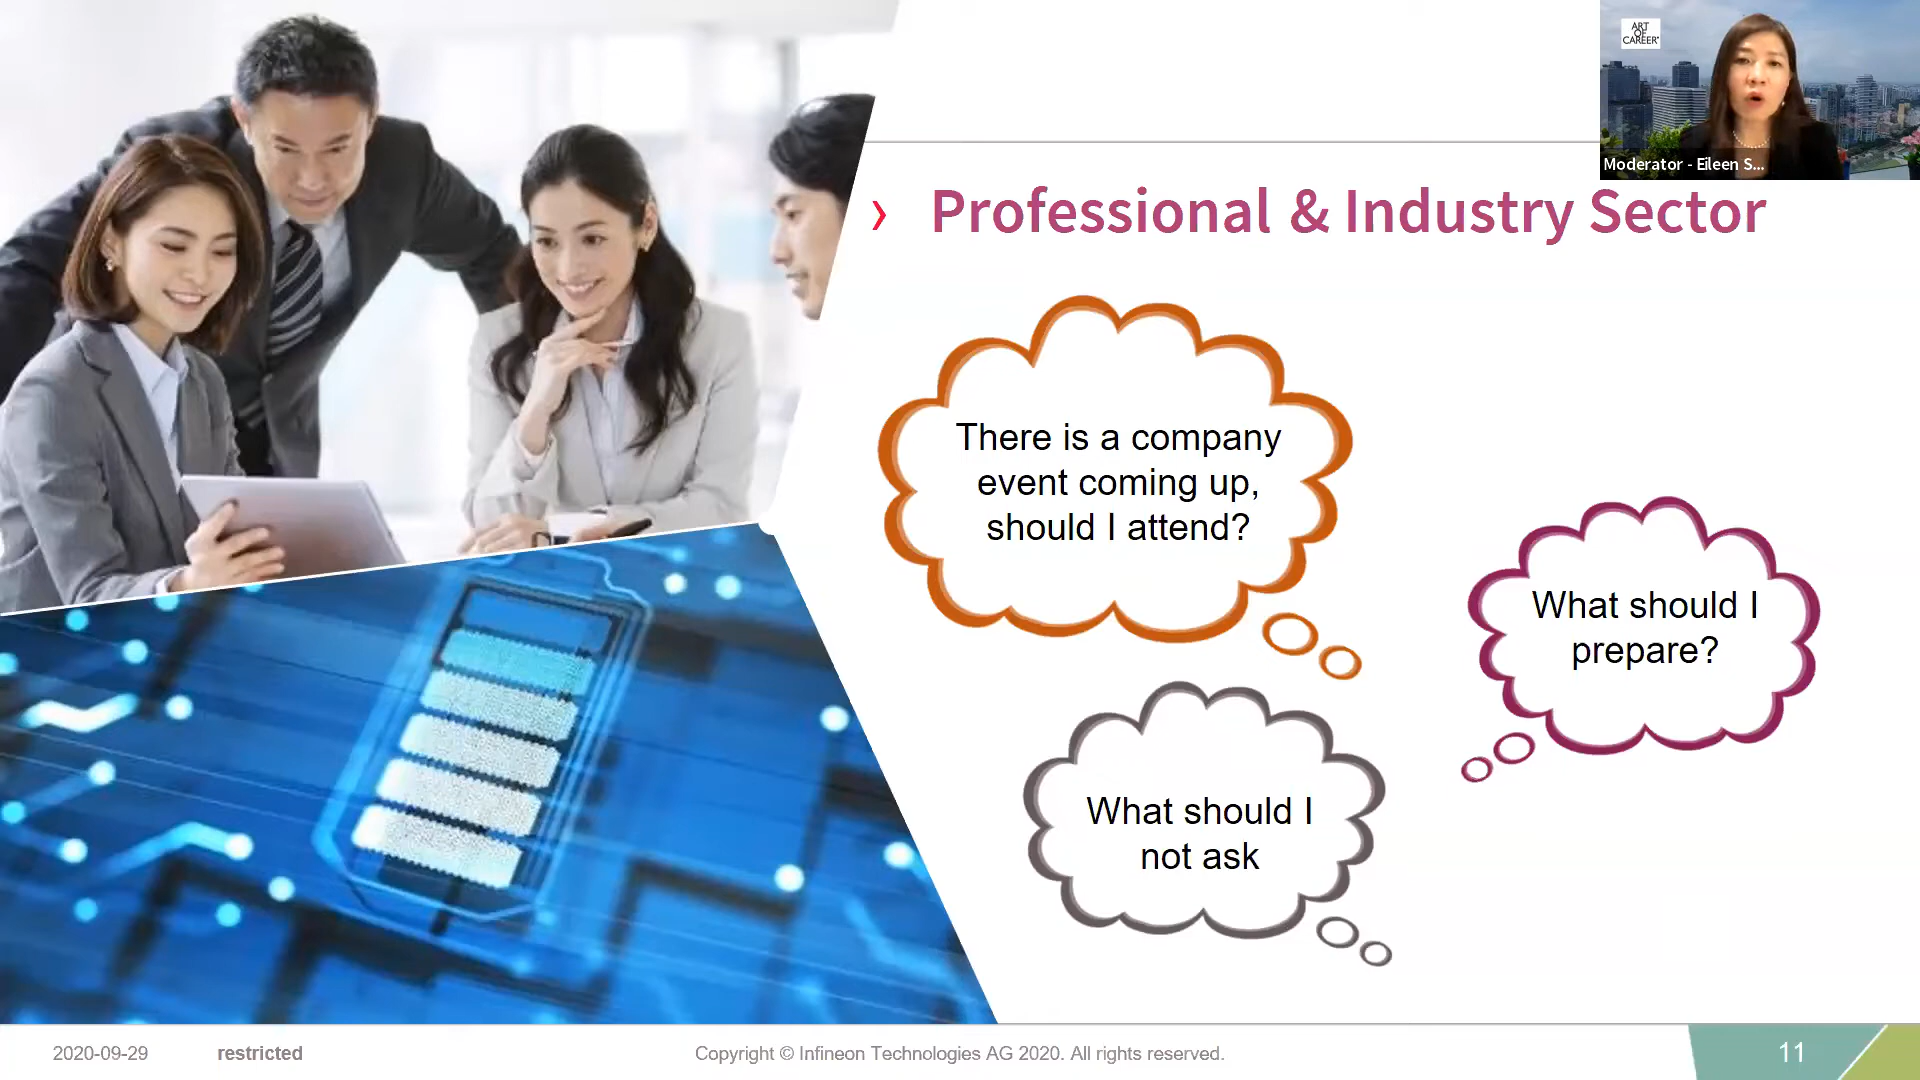 ART
OF
CAREER
Moderator - Eileen S...
› Professional & Industry Sector
There is a company
event coming up,
should I attend?
What should I
prepare?
What should I
not ask
2020-09-29
restricted
Copyright © Infineon Technologies AG 2020. All rights reserved.
11